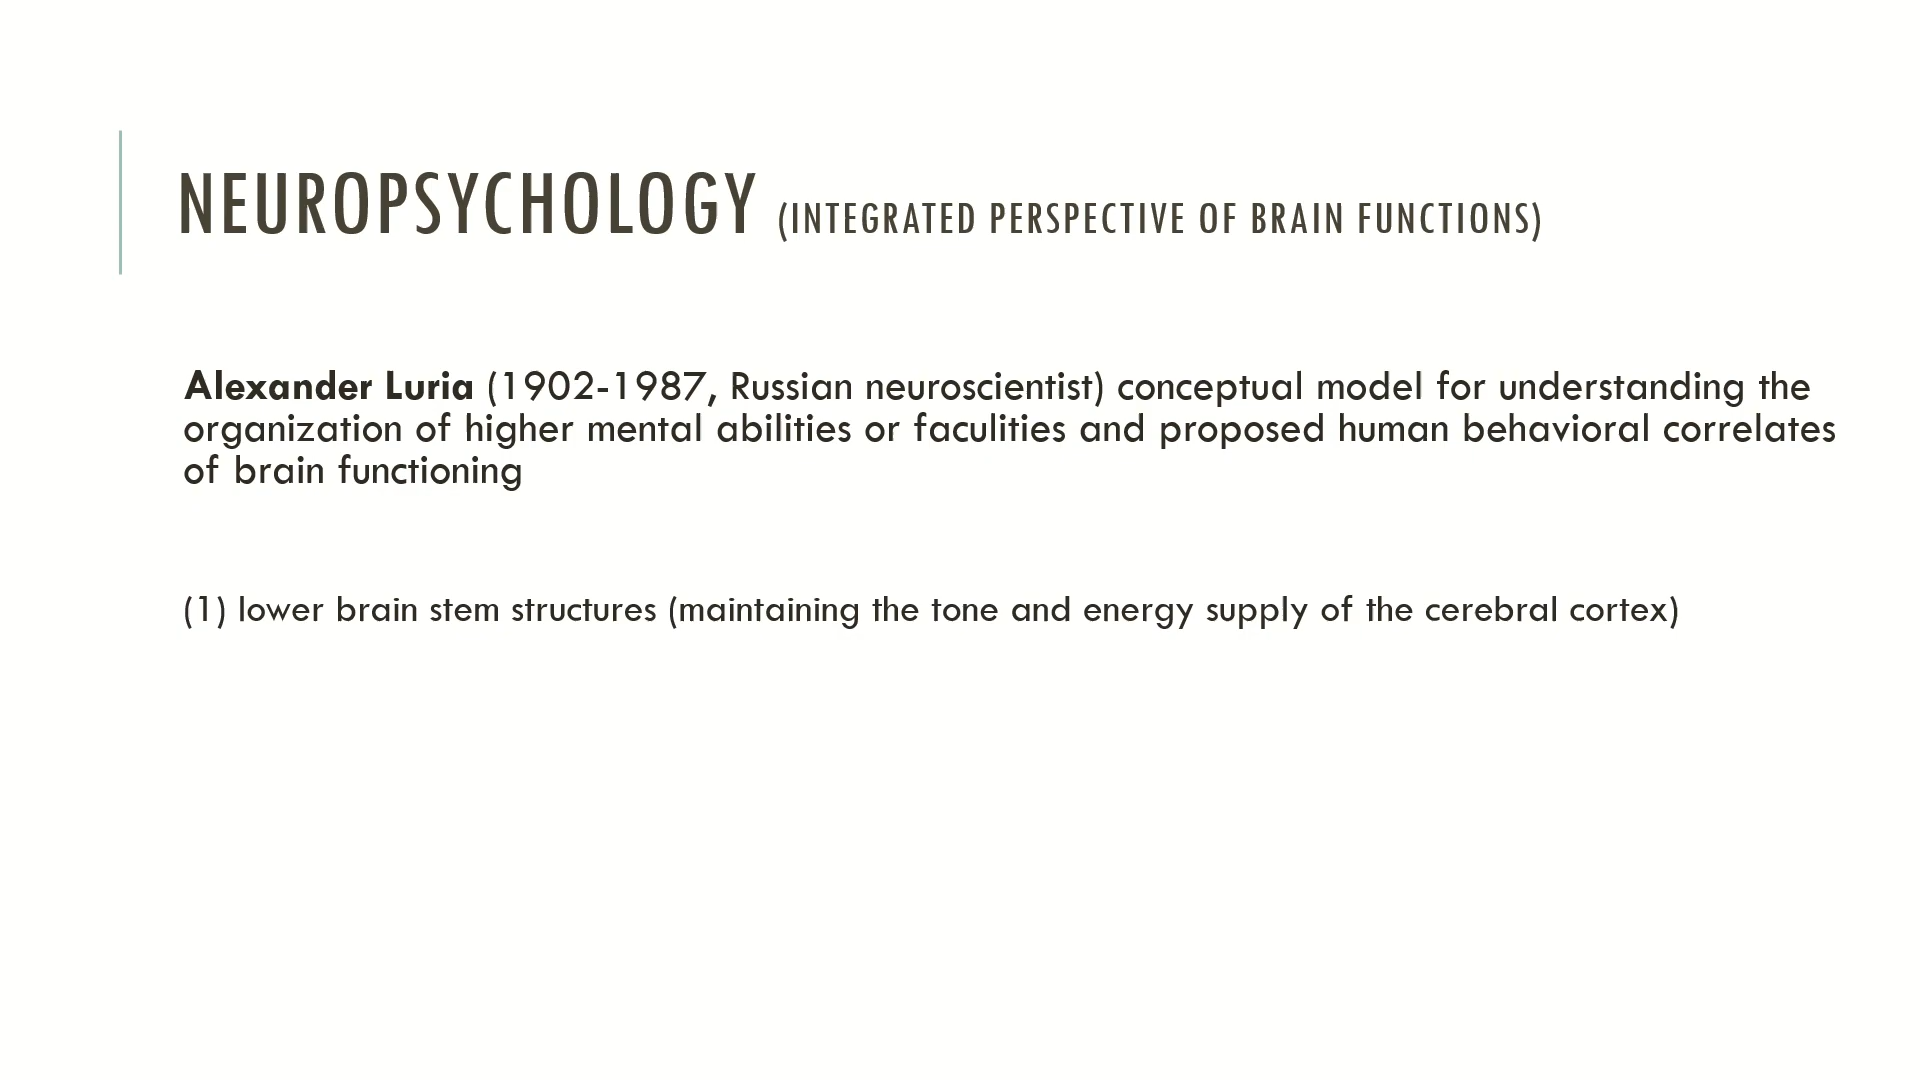 NEUROPSYCHOLOGY (INTEGRATED PERSPECTIVE OF BRAIN FUNCTIONS)
Alexander Luria (1902-1987, Russian neuroscientist) conceptual model for understanding the
organization of higher mental abilities or faculities and proposed human behavioral correlates
of brain functioning
(1) lower brain stem structures (maintaining the tone and energy supply of the cerebral cortex)